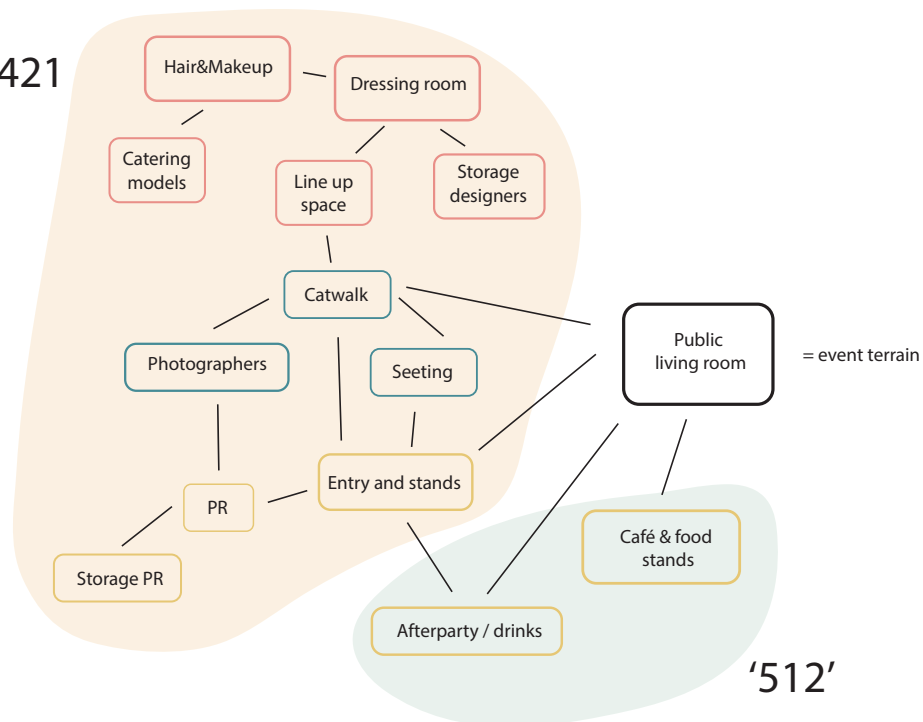 421
Hair&Makeup
Dressing room
Catering
models
Line up
space
Storage
designers
Catwalk
Public
living room
= event terrain
Photographers
Seeting
Entry and stands
PR
Café & food
stands
Storage PR
Afterparty / drinks
‘512’